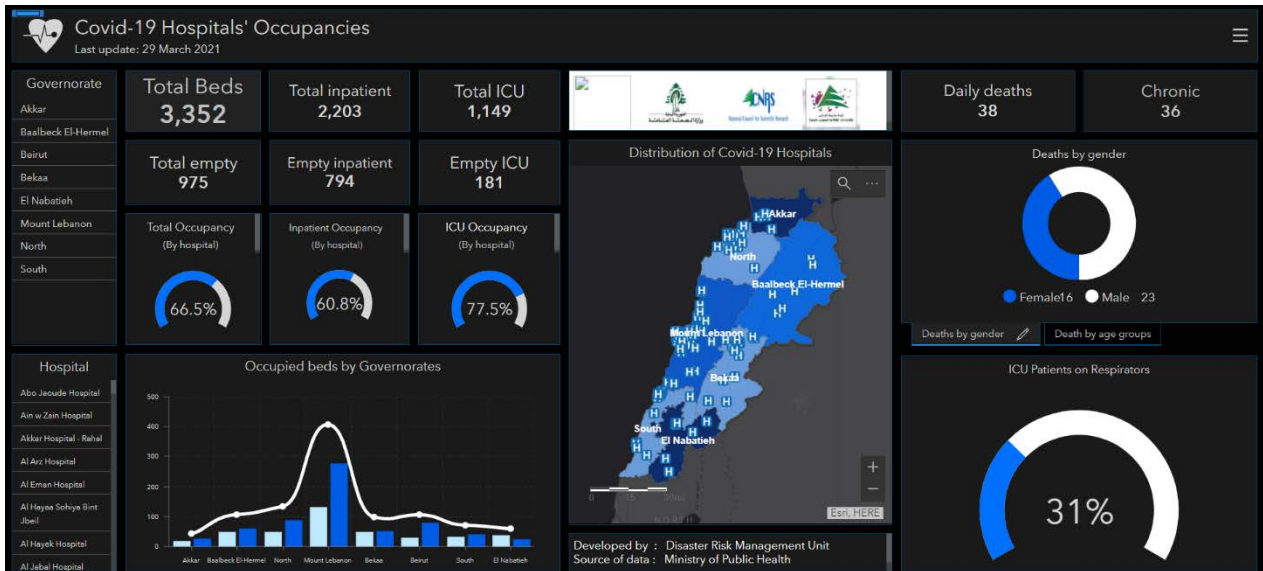 Covid-19 Hospitals' Occupancies
Last update: 29 March 2021
Governorate
Akkar
Baalbeck El-Hermel
Beirut
Bekaa
El Nabatieh
Mount Lebanon
North
South
Total Beds
3,352
Total inpatient
2,203
Total ICU
1,149
Total empty
975
Empty inpatient
794
Empty ICU
181
Total Occupancy
(By hospital)
66.5%
Inpatient Occupancy
(By hospital)
60.8%
ICU Occupancy
(By hospital)
77.5%
Hospital
Abo Jaoude Hospital
Ain w Zain Hospital
Akkar Hospital - Rahal
Al Arz Hospital
Al Eman Hospital
Al Hayaa Sohiya Bint
Jbeil
Al Hayek Hospital
Al Jabal Hospital
Occupied beds by Governorates
500
400
300
200
100
0
Akkar Baalbeck El-Hermel North Mount Lebanon Bekaa Beirut South El Nabatieh
CNRS
National Council for Scientific Research
Distribution of Covid-19 Hospitals
Akkar
North
Baalbeck El-Hermel
Mount Lebanon
Bekaa
South
El Nabatieh
Esri, HERE
Developed by : Disaster Risk Management Unit
Source of data : Ministry of Public Health
Daily deaths
38
Chronic
36
Deaths by gender
Female16 Male 23
Deaths by gender
Death by age groups
ICU Patients on Respirators
31%